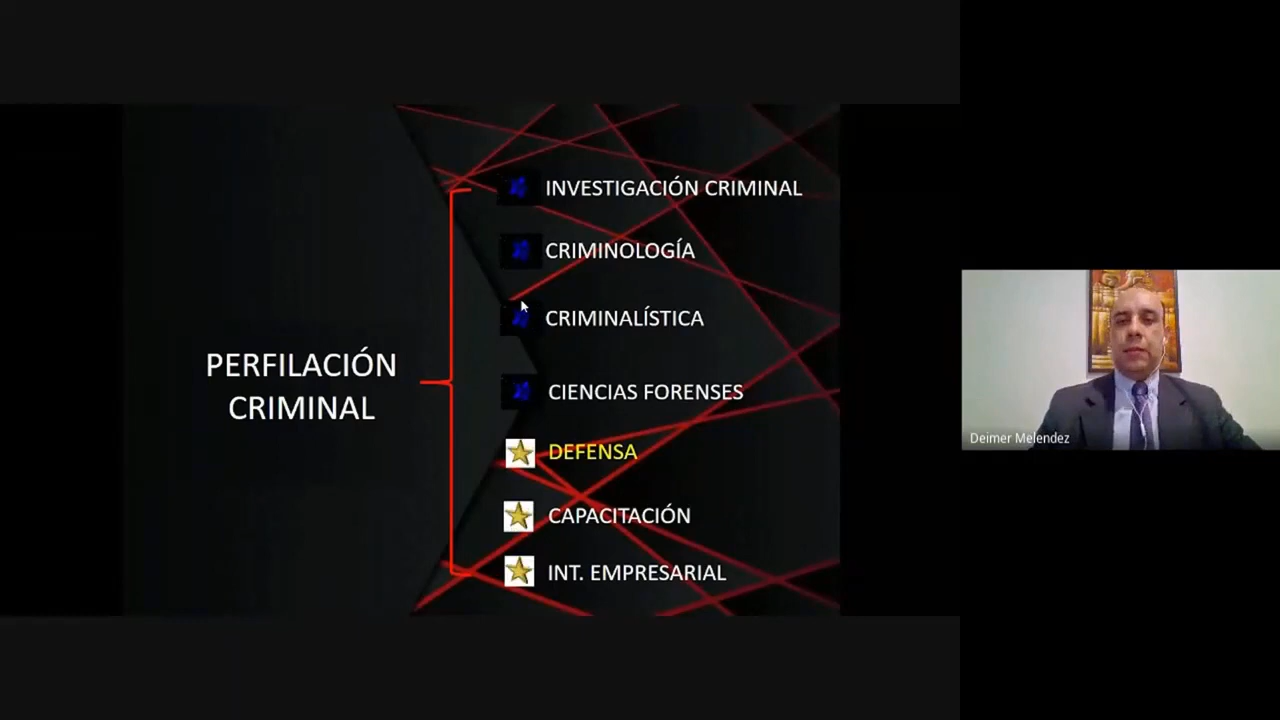 PERFILACIÓN
CRIMINAL
INVESTIGACIÓN CRIMINAL
CRIMINOLOGÍA
CRIMINALÍSTICA
CIENCIAS FORENSES
DEFENSA
CAPACITACIÓN
INT. EMPRESARIAL
Deimer Melendez